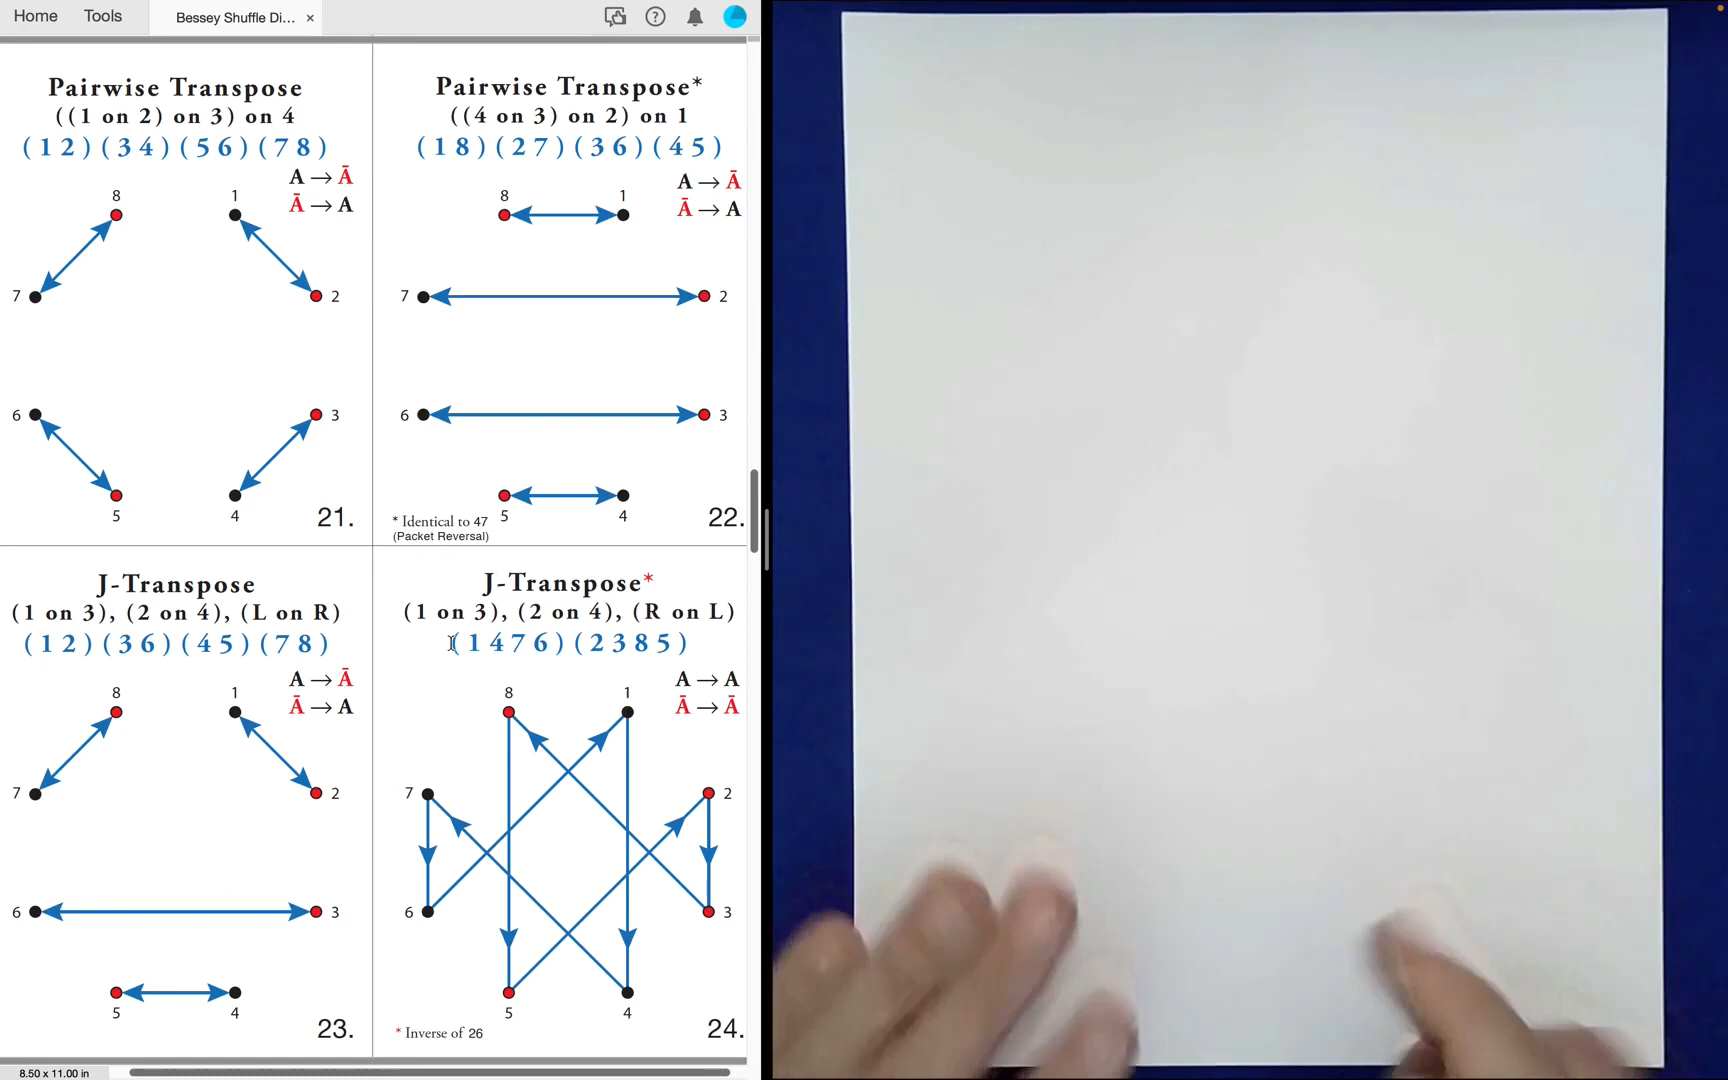 Home Tools Bessey Shuffle Di... ×
Pairwise Transpose
((1 on 2) on 3) on 4
(1 2)(3 4)(5 6)(7 8)
A → Ā
Ā → A
8 1
7 2
6 3
5 4
21.
Pairwise Transpose*
((4 on 3) on 2) on 1
(1 8)(2 7)(3 6)(4 5)
A → Ā
Ā → A
8 1
7 2
6 3
5 4
* Identical to 47
(Packet Reversal)
22.
J-Transpose
(1 on 3), (2 on 4), (L on R)
(1 2)(3 6)(4 5)(7 8)
A → Ā
Ā → A
8 1
7 2
6 3
5 4
23.
J-Transpose*
(1 on 3), (2 on 4), (R on L)
(1 4 7 6)(2 3 8 5)
A → A
Ā → Ā
8 1
7 2
6 3
5 4
* Inverse of 26
24.
8.50 x 11.00 in